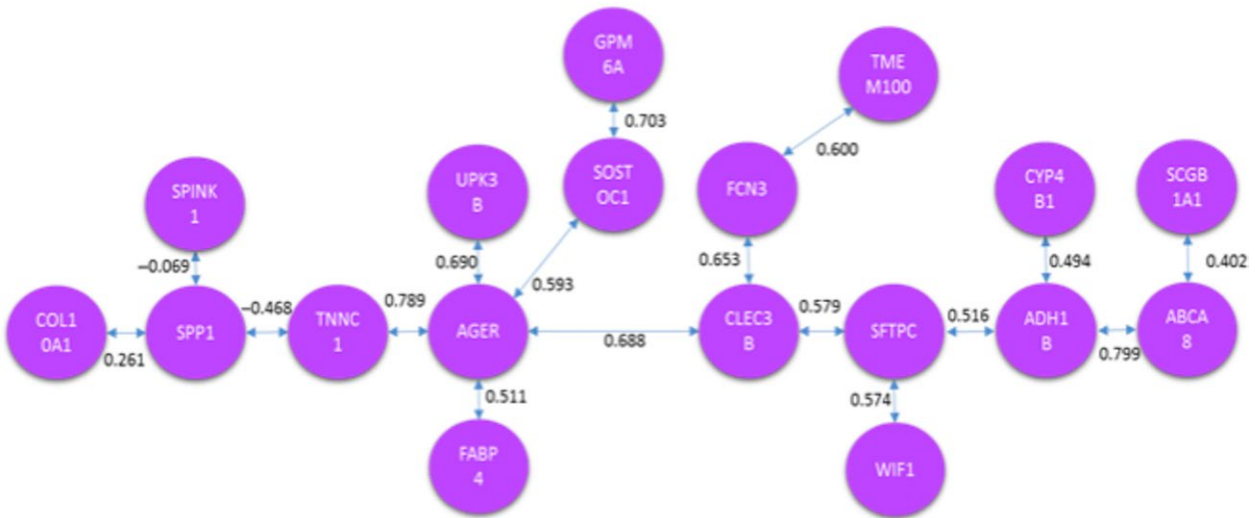 GPM
6A
TME
M100
0.703
0.600
SPINK
1
UPK3
B
SOST
OC1
FCN3
CYP4
B1
SCGB
1A1
–0.069
0.690
0.593
0.653
0.494
0.402
COL1
0A1
0.261
SPP1
–0.468
TNNC
1
0.789
AGER
0.688
CLEC3
B
0.579
SFTPC
0.516
ADH1
B
0.799
ABCA
8
0.511
0.574
FABP
4
WIF1